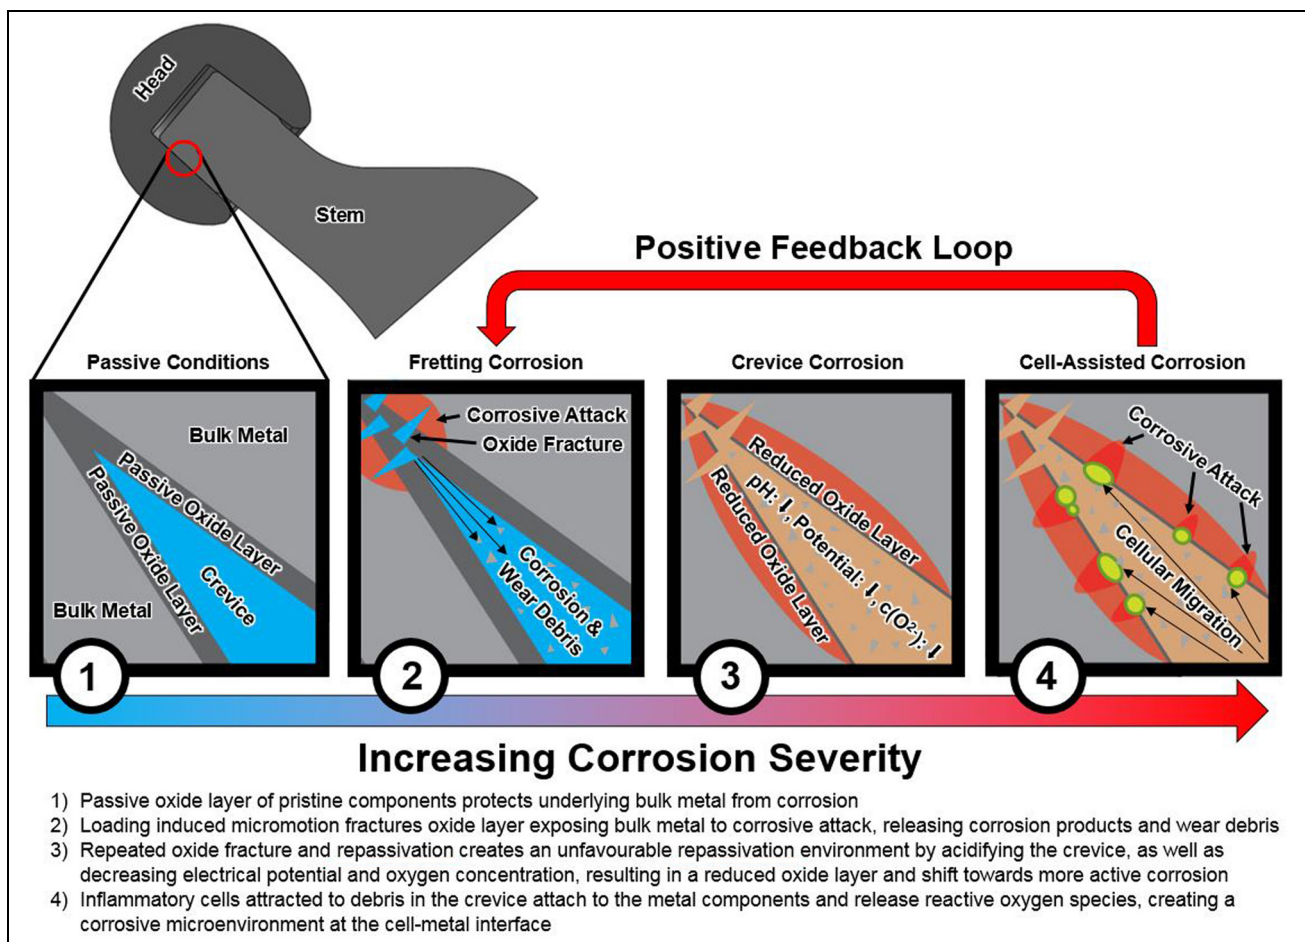 Head
Stem
Positive Feedback Loop
Passive Conditions
Bulk Metal
Passive Oxide Layer
Passive Oxide Layer
Crevice
Bulk Metal
1
Fretting Corrosion
Corrosive Attack
Oxide Fracture
Corrosion &
Wear Debris
2
Crevice Corrosion
Reduced Oxide Layer
pH: ⬇, Potential: ⬇, c(O²⁻): ⬇
Reduced Oxide Layer
3
Cell-Assisted Corrosion
Corrosive Attack
Cellular Migration
4
Increasing Corrosion Severity
1) Passive oxide layer of pristine components protects underlying bulk metal from corrosion
2) Loading induced micromotion fractures oxide layer exposing bulk metal to corrosive attack, releasing corrosion products and wear debris
3) Repeated oxide fracture and repassivation creates an unfavourable repassivation environment by acidifying the crevice, as well as
decreasing electrical potential and oxygen concentration, resulting in a reduced oxide layer and shift towards more active corrosion
4) Inflammatory cells attracted to debris in the crevice attach to the metal components and release reactive oxygen species, creating a
corrosive microenvironment at the cell-metal interface